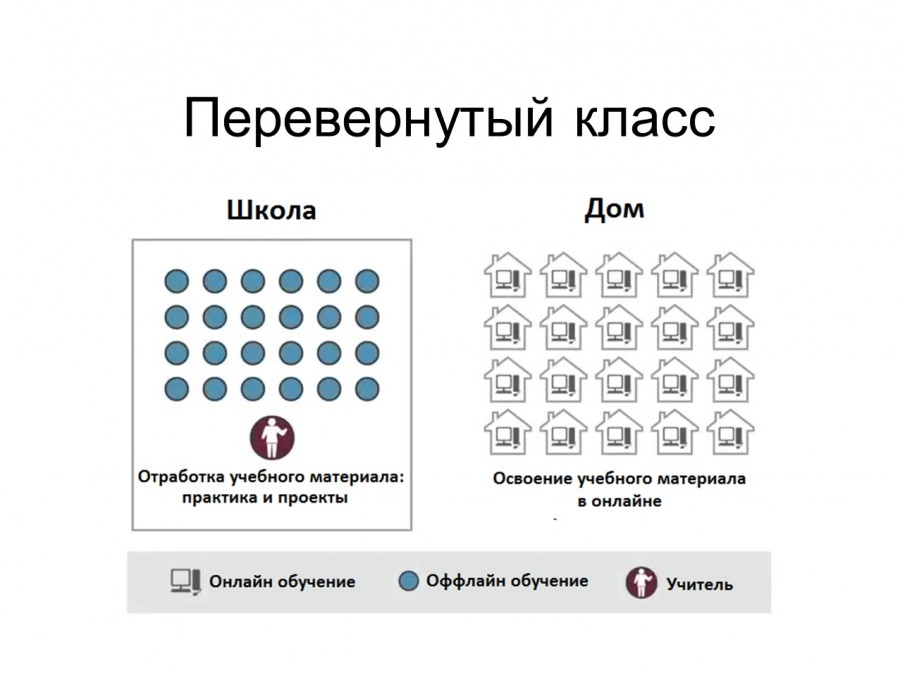 Перевернутый класс
Школа
Дом
Отработка учебного материала:
практика и проекты
Освоение учебного материала
в онлайне
Онлайн обучение
Оффлайн обучение
Учитель